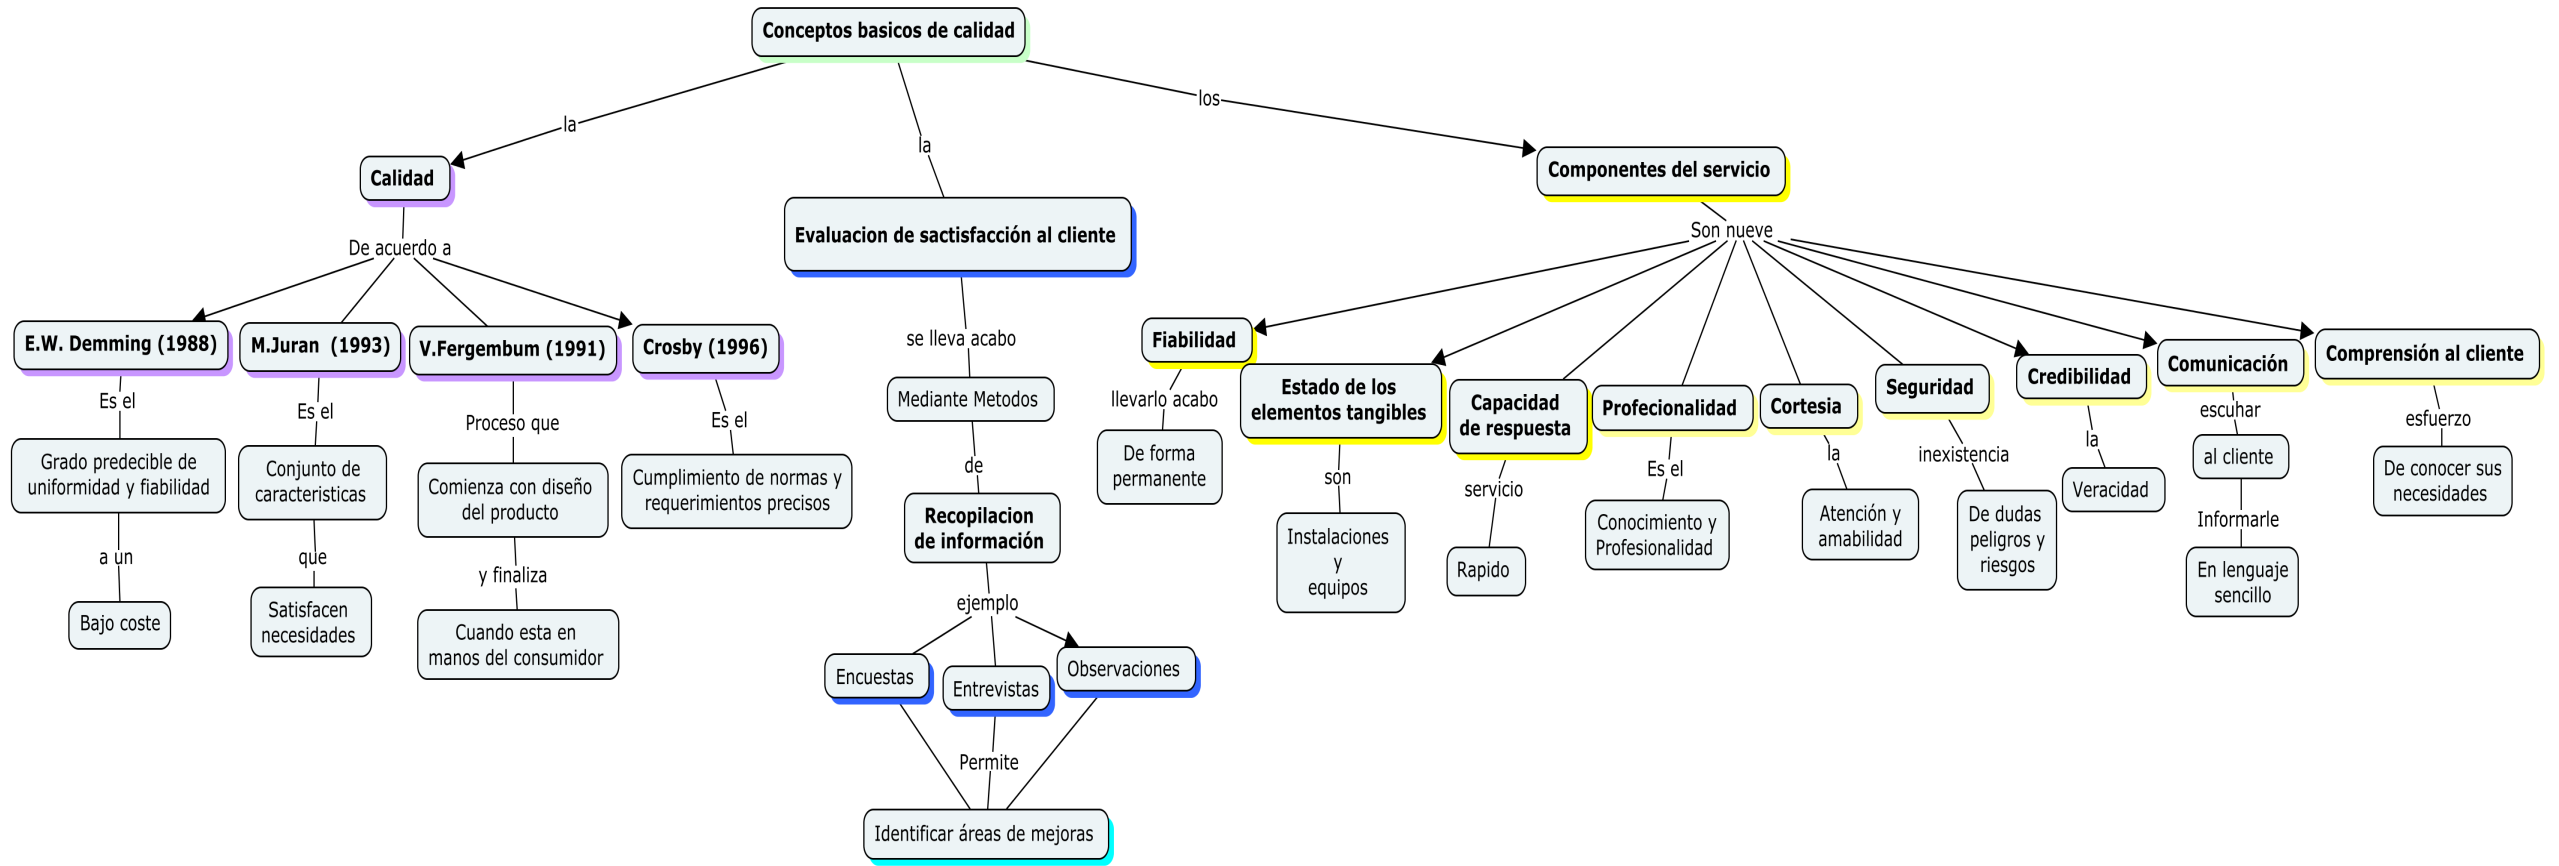 Conceptos basicos de calidad
la
la
los
Calidad
Evaluacion de sactisfacción al cliente
Componentes del servicio
De acuerdo a
E.W. Demming (1988)
Es el
Grado predecible de
uniformidad y fiabilidad
a un
Bajo coste
M.Juran (1993)
Es el
Conjunto de
caracteristicas
que
Satisfacen
necesidades
V.Fergembum (1991)
Proceso que
Comienza con diseño
del producto
y finaliza
Cuando esta en
manos del consumidor
Crosby (1996)
Es el
Cumplimiento de normas y
requerimientos precisos
se lleva acabo
Mediante Metodos
de
Recopilacion
de información
ejemplo
Encuestas
Entrevistas
Observaciones
Permite
Identificar áreas de mejoras
Son nueve
Fiabilidad
llevarlo acabo
De forma
permanente
Estado de los
elementos tangibles
son
Instalaciones
y
equipos
Capacidad
de respuesta
servicio
Rapido
Profecionalidad
Es el
Conocimiento y
Profesionalidad
Cortesia
la
Atención y
amabilidad
Seguridad
inexistencia
De dudas
peligros y
riesgos
Credibilidad
la
Veracidad
Comunicación
escuhar
al cliente
Informarle
En lenguaje
sencillo
Comprensión al cliente
esfuerzo
De conocer sus
necesidades